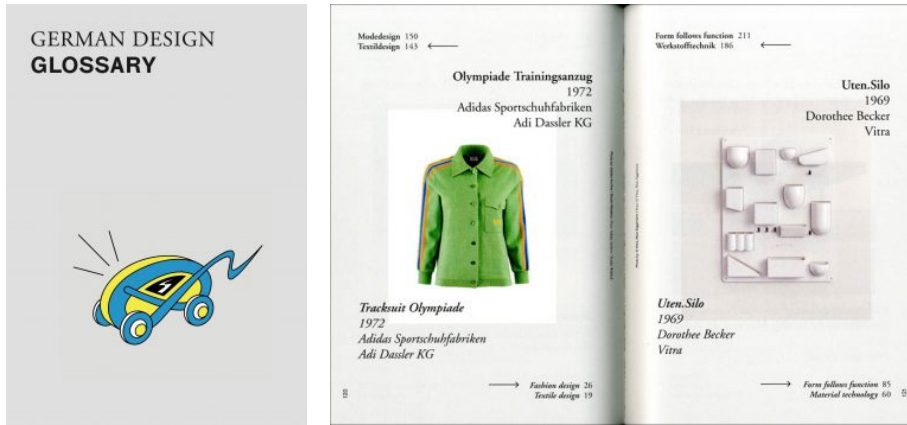 GERMAN DESIGN
GLOSSARY
Modedesign 150
Textildesign 143 ←
Olympiade Trainingsanzug
1972
Adidas Sportschuhfabriken
Adi Dassler KG
Tracksuit Olympiade
1972
Adidas Sportschuhfabriken
Adi Dassler KG
→ Fashion design 26
Textile design 19
120
Form follows function 211
Werkstofftechnik 186 ←
Uten.Silo
1969
Dorothee Becker
Vitra
Uten.Silo
1969
Dorothee Becker
Vitra
→ Form follows function 85
Material technology 60